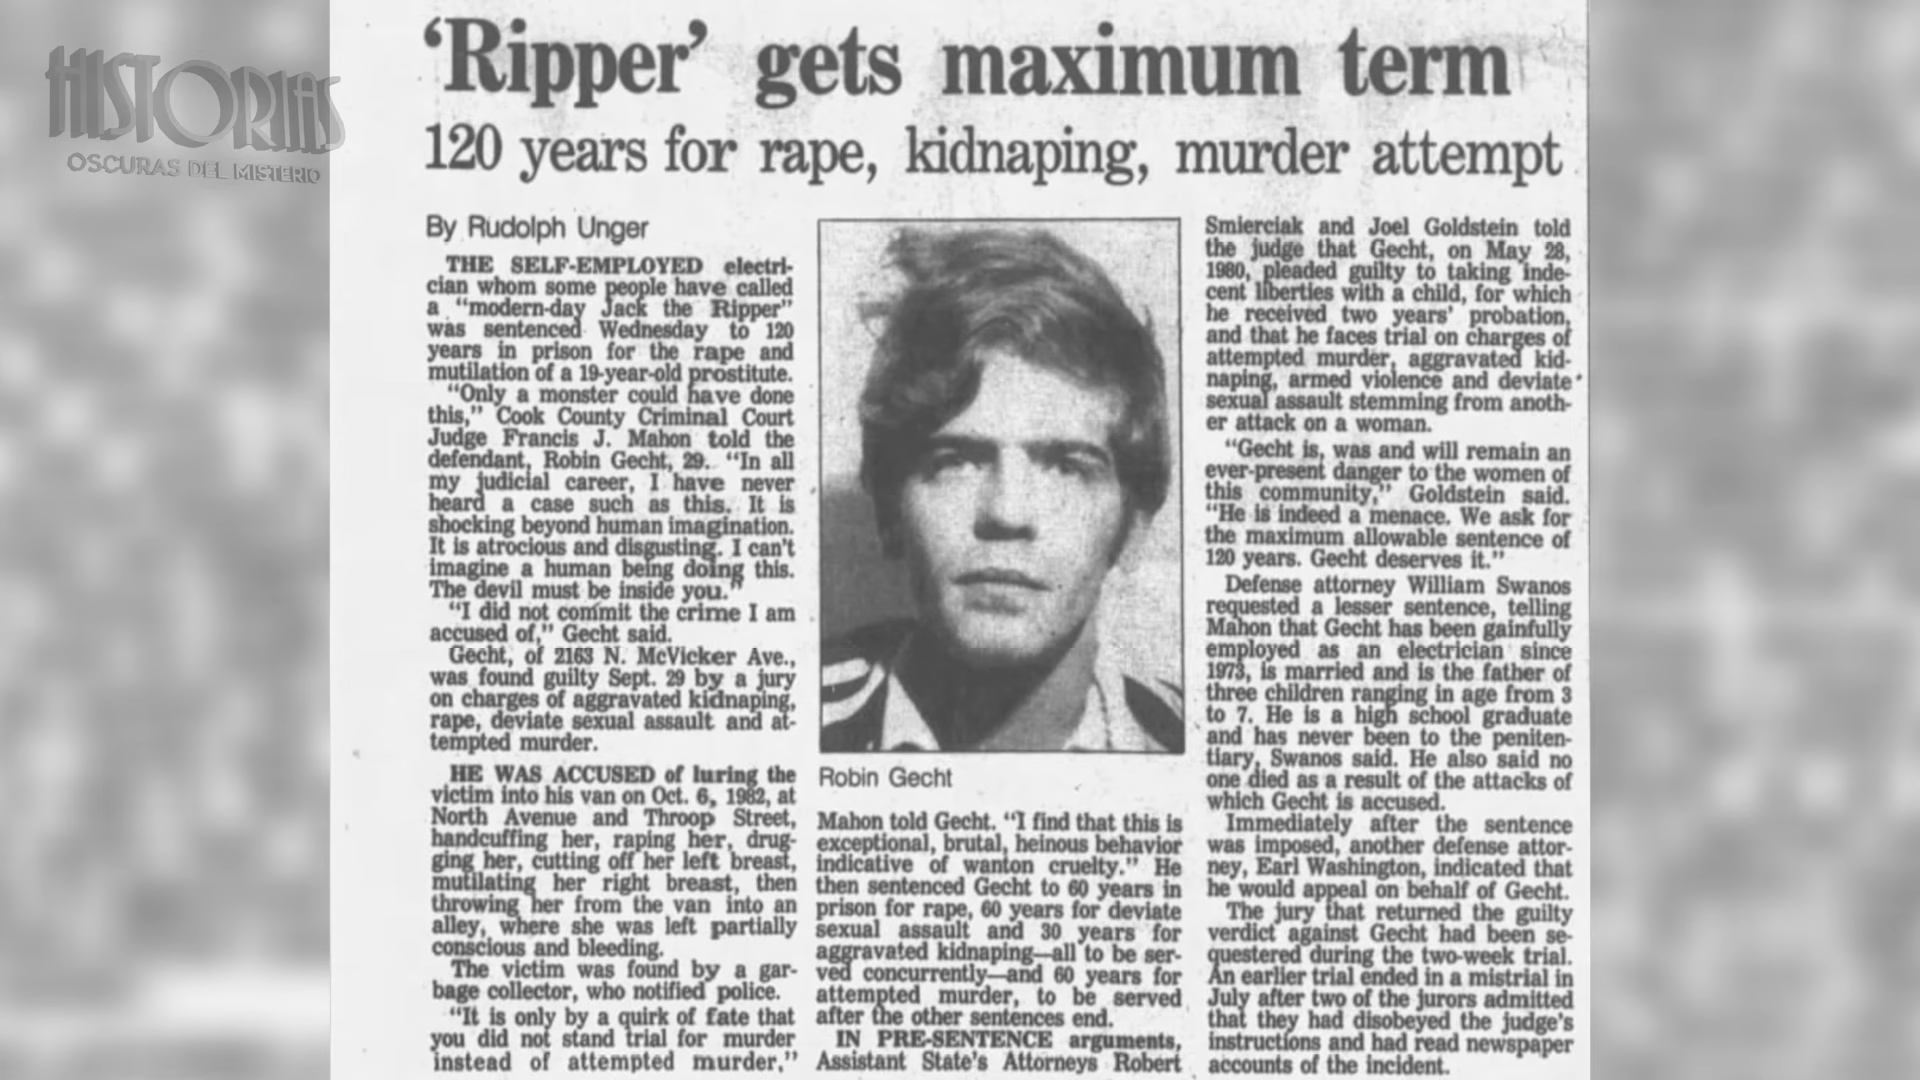 HISTORIAS
OSCURAS DEL MISTERIO
‘Ripper’ gets maximum term
120 years for rape, kidnaping, murder attempt
By Rudolph Unger
THE SELF-EMPLOYED electri-
cian whom some people have called
a “modern-day Jack the Ripper”
was sentenced Wednesday to 120
years in prison for the rape and
mutilation of a 19-year-old prostitute.
“Only a monster could have done
this,” Cook County Criminal Court
Judge Francis J. Mahon told the
defendant, Robin Gecht, 29. “In all
my judicial career, I have never
heard a case such as this. It is
shocking beyond human imagination.
It is atrocious and disgusting. I can’t
imagine a human being doing this.
The devil must be inside you.”
“I did not commit the crime I am
accused of,” Gecht said.
Gecht, of 2163 N. McVicker Ave.,
was found guilty Sept. 29 by a jury
on charges of aggravated kidnaping,
rape, deviate sexual assault and at-
tempted murder.
HE WAS ACCUSED of luring the
victim into his van on Oct. 6, 1982, at
North Avenue and Throop Street,
handcuffing her, raping her, drug-
ging her, cutting off her left breast,
mutilating her right breast, then
throwing her from the van into an
alley, where she was left partially
conscious and bleeding.
The victim was found by a gar-
bage collector, who notified police.
“It is only by a quirk of fate that
you did not stand trial for murder
instead of attempted murder,”
Robin Gecht
Mahon told Gecht. “I find that this is
exceptional, brutal, heinous behavior
indicative of wanton cruelty.” He
then sentenced Gecht to 60 years in
prison for rape, 60 years for deviate
sexual assault and 30 years for
aggravated kidnaping—all to be ser-
ved concurrently—and 60 years for
attempted murder, to be served
after the other sentences end.
IN PRE-SENTENCE arguments,
Assistant State’s Attorneys Robert
Smierciak and Joel Goldstein told
the judge that Gecht, on May 28,
1980, pleaded guilty to taking inde-
cent liberties with a child, for which
he received two years’ probation,
and that he faces trial on charges of
attempted murder, aggravated kid-
naping, armed violence and deviate
sexual assault stemming from anoth-
er attack on a woman.
“Gecht is, was and will remain an
ever-present danger to the women of
this community,” Goldstein said.
“He is indeed a menace. We ask for
the maximum allowable sentence of
120 years. Gecht deserves it.”
Defense attorney William Swanos
requested a lesser sentence, telling
Mahon that Gecht has been gainfully
employed as an electrician since
1973, is married and is the father of
three children ranging in age from 3
to 7. He is a high school graduate
and has never been to the peniten-
tiary, Swanos said. He also said no
one died as a result of the attacks of
which Gecht is accused.
Immediately after the sentence
was imposed, another defense attor-
ney, Earl Washington, indicated that
he would appeal on behalf of Gecht.
The jury that returned the guilty
verdict against Gecht had been se-
questered during the two-week trial.
An earlier trial ended in a mistrial in
July after two of the jurors admitted
that they had disobeyed the judge’s
instructions and had read newspaper
accounts of the incident.